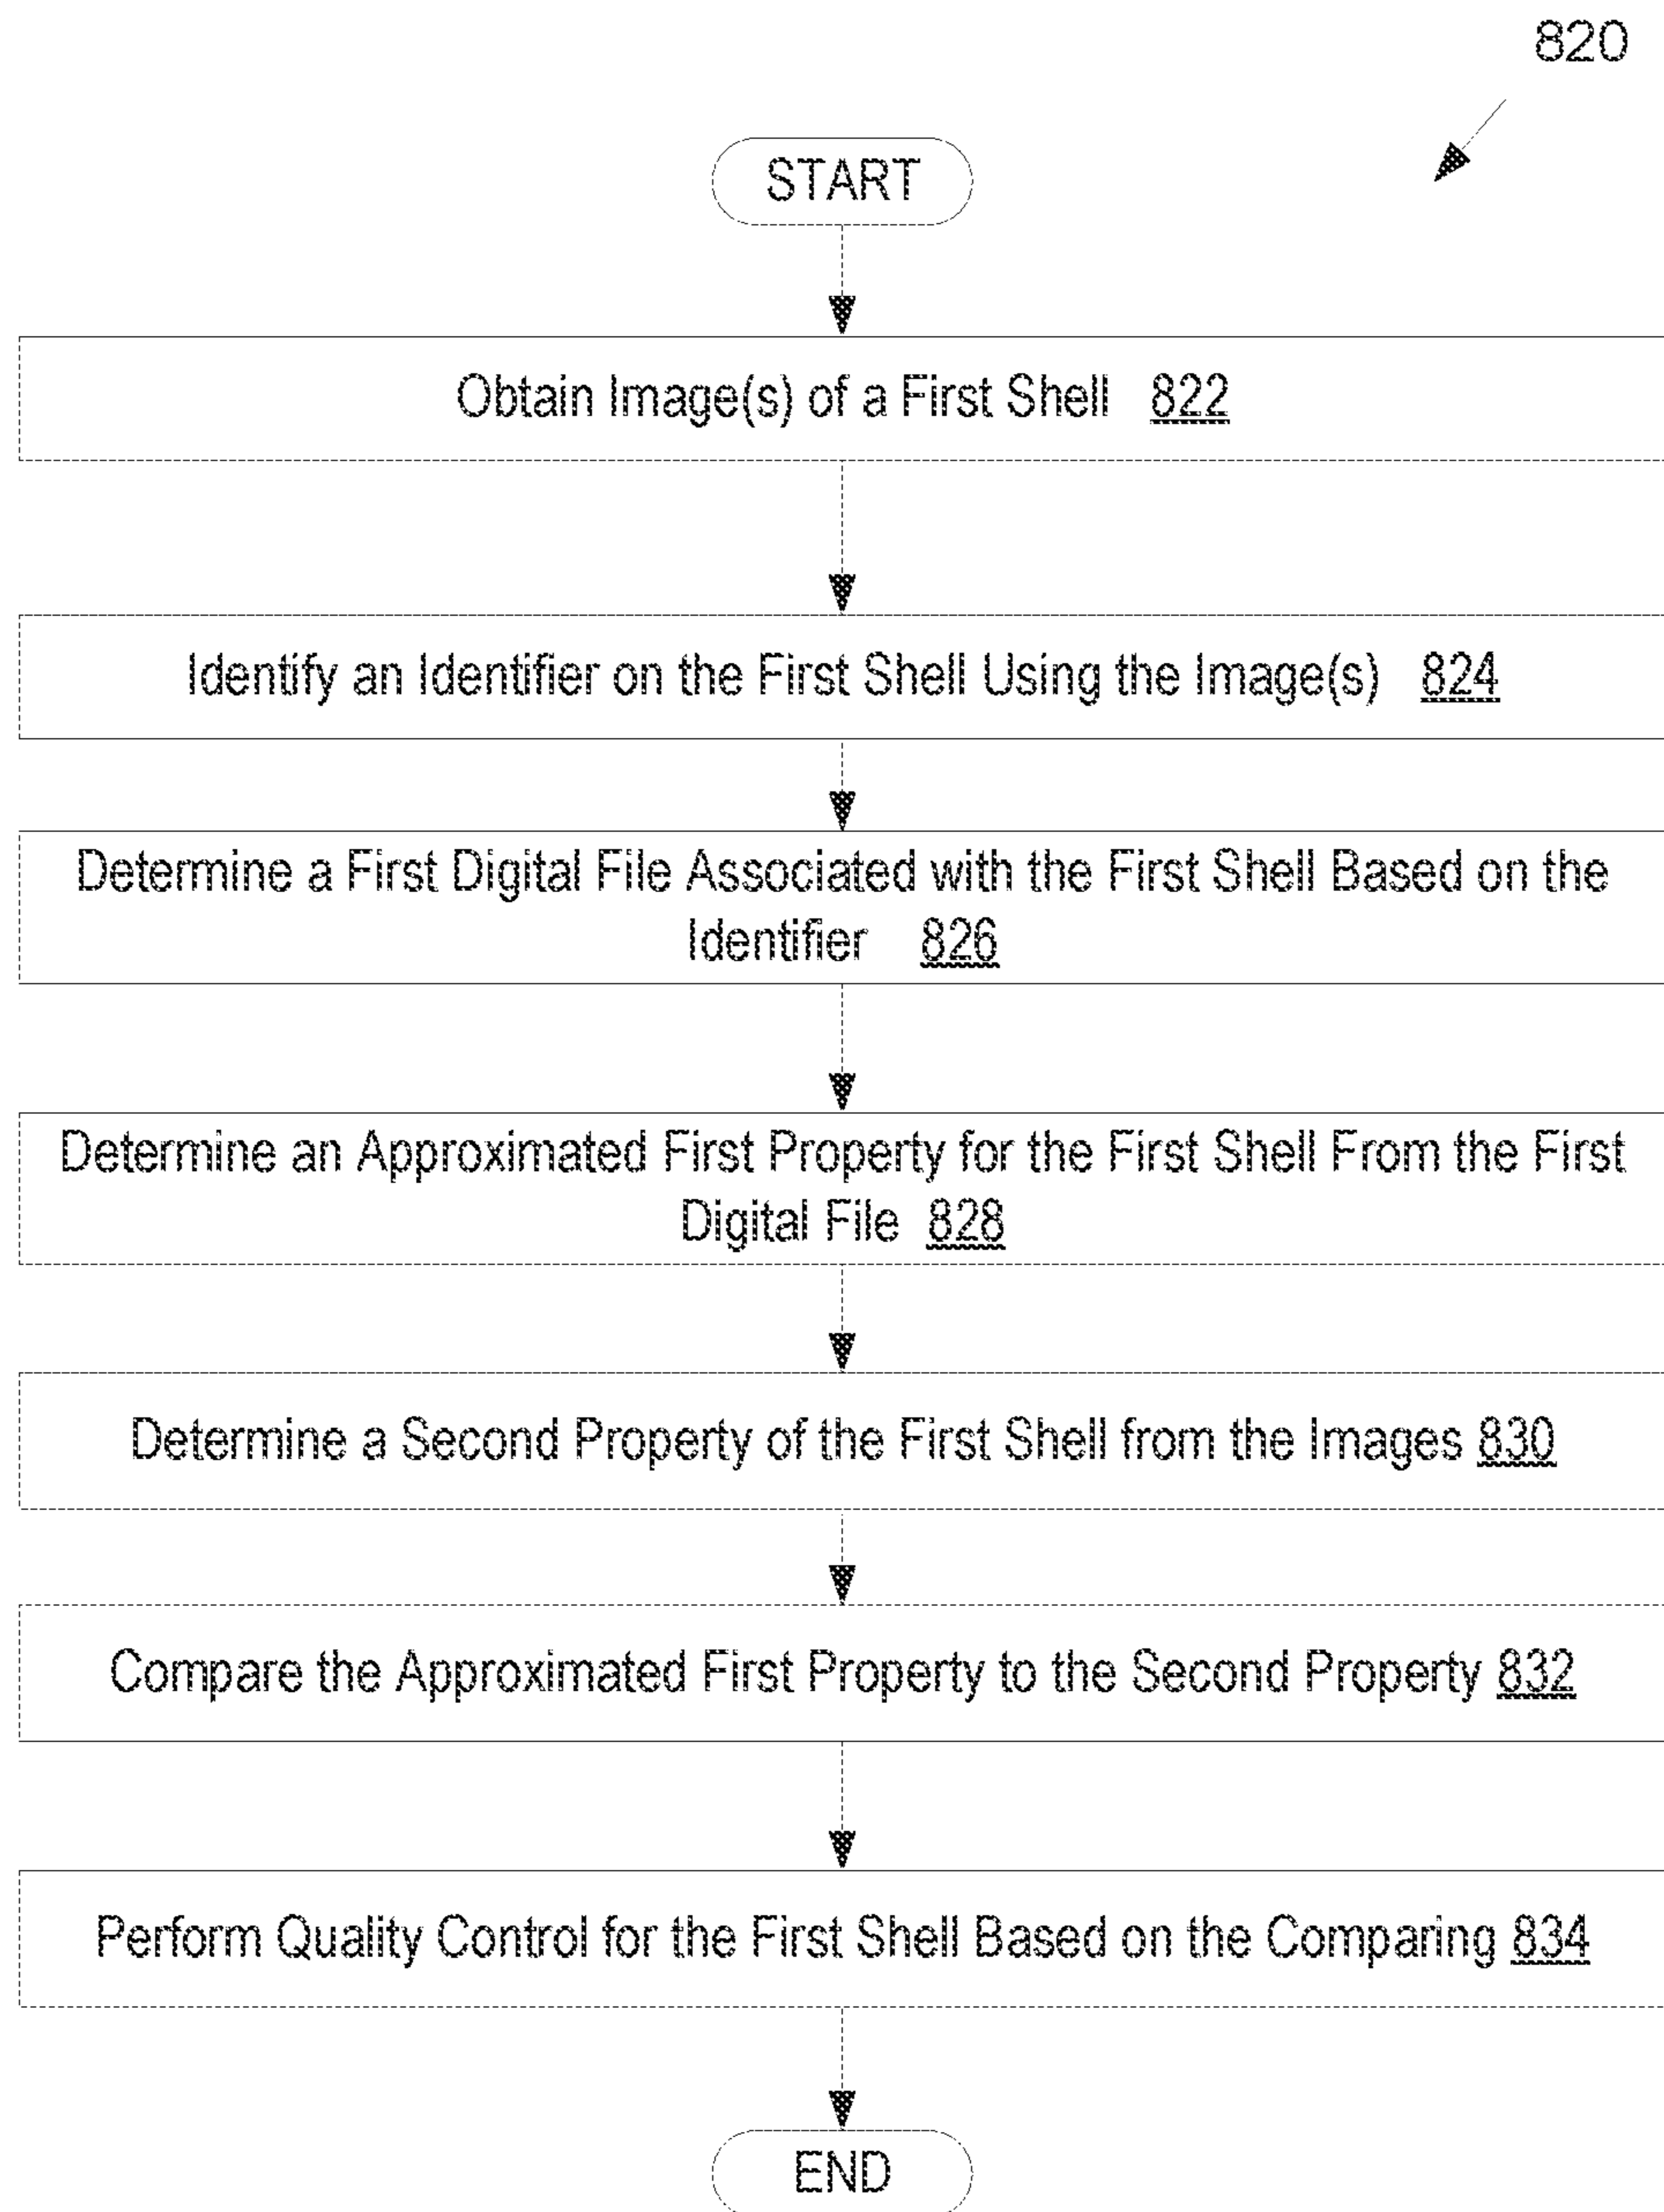 820
START
Obtain Image(s) of a First Shell 822
Identify an Identifier on the First Shell Using the Image(s) 824
Determine a First Digital File Associated with the First Shell Based on the
Identifier 826
Determine an Approximated First Property for the First Shell From the First
Digital File 828
Determine a Second Property of the First Shell from the Images 830
Compare the Approximated First Property to the Second Property 832
Perform Quality Control for the First Shell Based on the Comparing 834
END